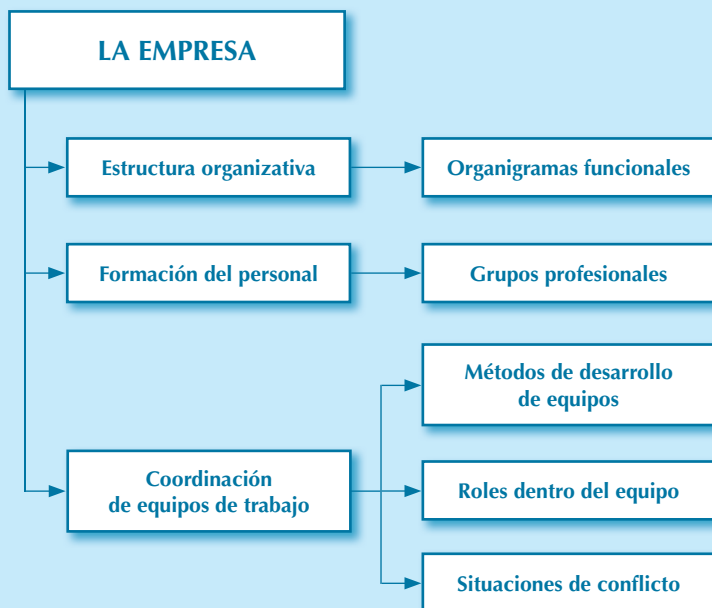 LA EMPRESA
Estructura organizativa
Organigramas funcionales
Formación del personal
Grupos profesionales
Coordinación
de equipos de trabajo
Métodos de desarrollo
de equipos
Roles dentro del equipo
Situaciones de conflicto